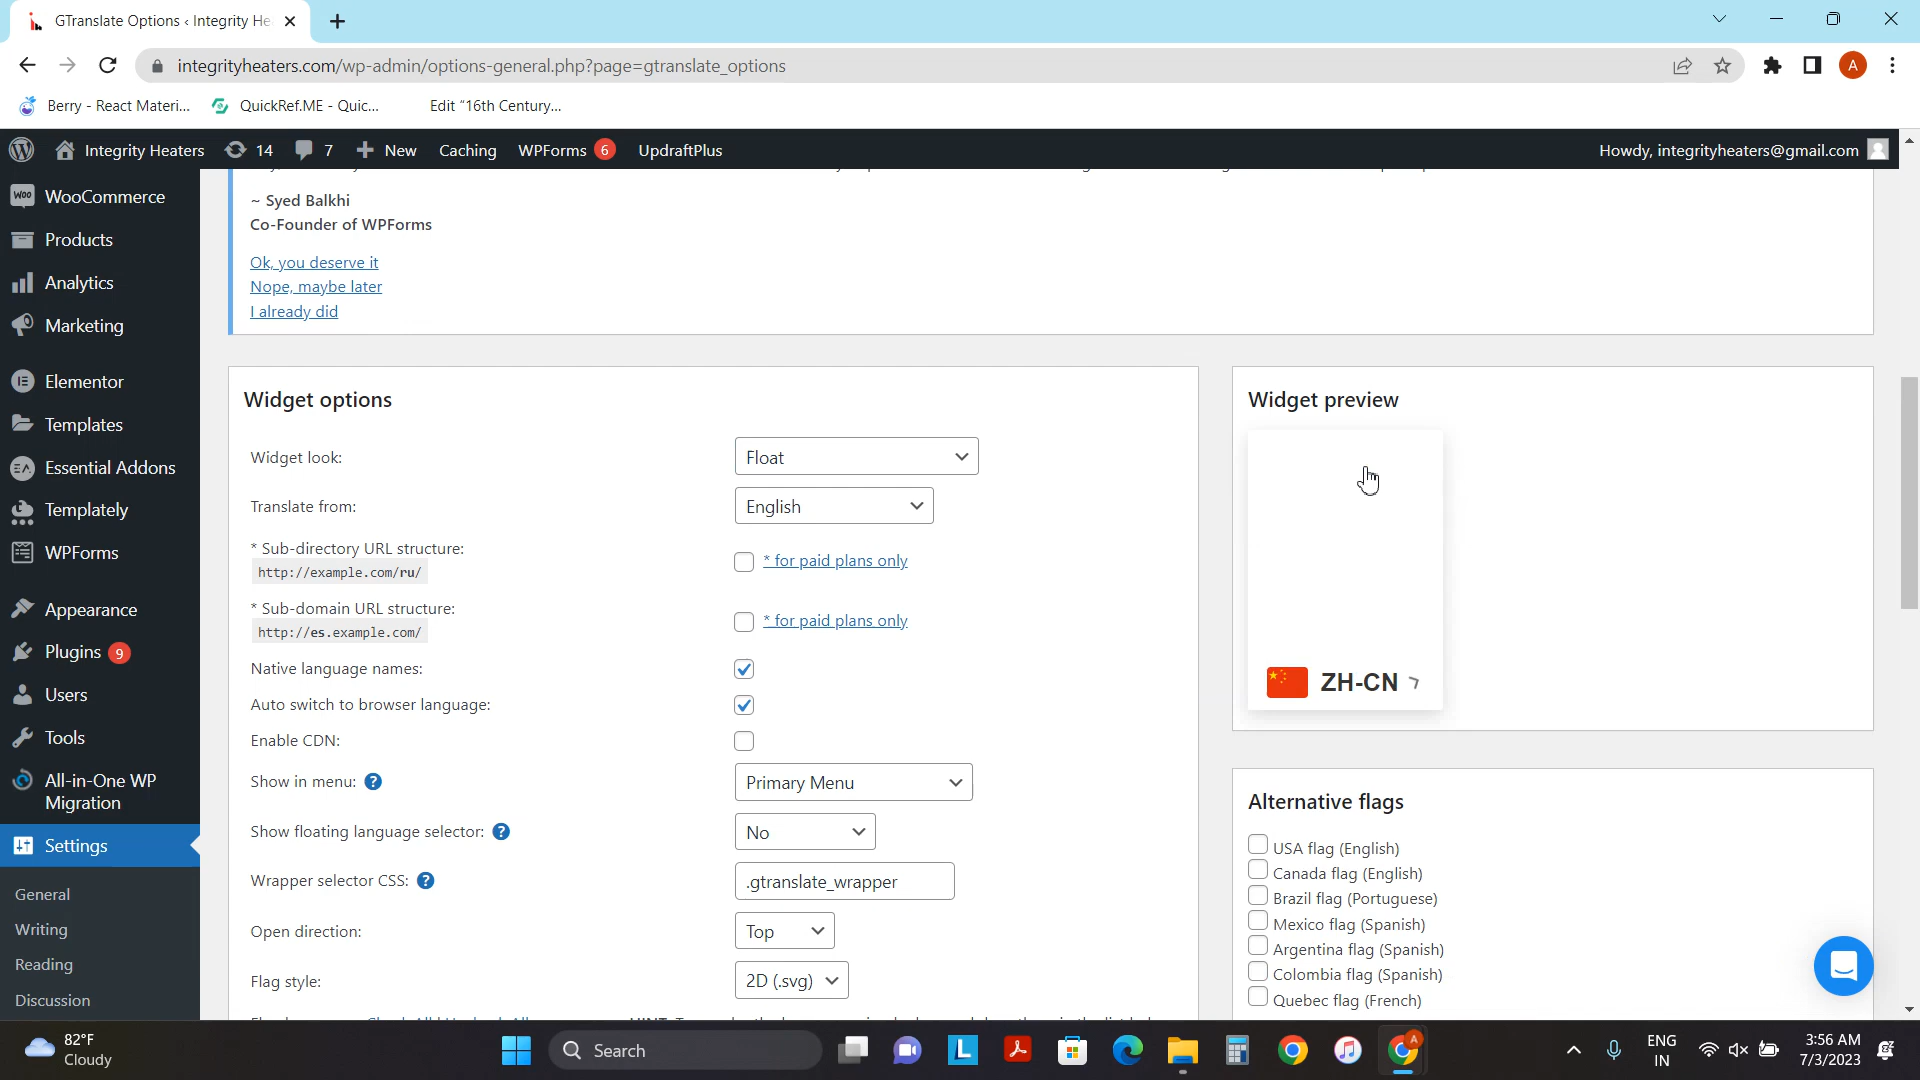 GTranslate Options ‹ Integrity He
integrityheaters.com/wp-admin/options-general.php?page=gtranslate_options
A
Berry - React Materi...
QuickRef.ME - Quic...
Edit "16th Century...
Integrity Heaters
14
7
New
Caching
WPForms 6
UpdraftPlus
Howdy, integrityheaters@gmail.com
WooCommerce
Products
Analytics
Marketing
Elementor
Templates
Essential Addons
Templately
WPForms
Appearance
Plugins 9
Users
Tools
All-in-One WP
Migration
Settings
General
Writing
Reading
Discussion
~ Syed Balkhi
Co-Founder of WPForms
Ok, you deserve it
Nope, maybe later
I already did
Widget options
Widget look: Float
Translate from: English
* Sub-directory URL structure:
http://example.com/ru/
* for paid plans only
* Sub-domain URL structure:
http://es.example.com/
* for paid plans only
Native language names:
Auto switch to browser language:
Enable CDN:
Show in menu: ? Primary Menu
Show floating language selector: ? No
Wrapper selector CSS: ? .gtranslate_wrapper
Open direction: Top
Flag style: 2D (.svg)
Widget preview
ZH-CN
Alternative flags
USA flag (English)
Canada flag (English)
Brazil flag (Portuguese)
Mexico flag (Spanish)
Argentina flag (Spanish)
Colombia flag (Spanish)
Quebec flag (French)
82°F
Cloudy
Search
L
A
ENG
IN
3:56 AM
7/3/2023